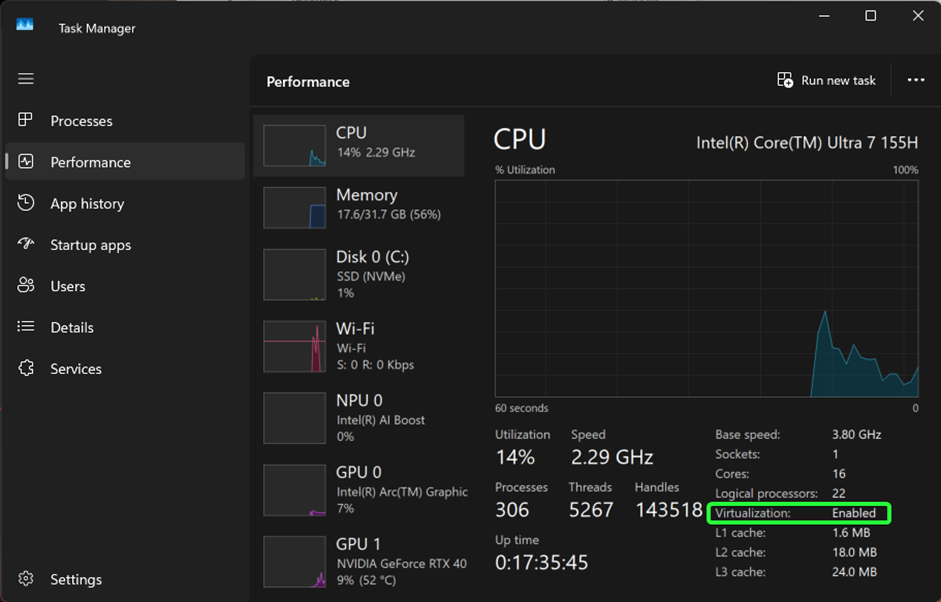 Task Manager
Performance
Run new task
Processes
Performance
App history
Startup apps
Users
Details
Services
Settings
CPU
14% 2.29 GHz
Memory
17.6/31.7 GB (56%)
Disk 0 (C:)
SSD (NVMe)
1%
Wi-Fi
Wi-Fi
S: 0 R: 0 Kbps
NPU 0
Intel(R) AI Boost
0%
GPU 0
Intel(R) Arc(TM) Graphic
7%
GPU 1
NVIDIA GeForce RTX 40
9% (52 °C)
CPU
Intel(R) Core(TM) Ultra 7 155H
% Utilization
100%
60 seconds
0
Utilization
Speed
14%
2.29 GHz
Processes
Threads
Handles
306
5267
143518
Up time
0:17:35:45
Base speed: 3.80 GHz
Sockets: 1
Cores: 16
Logical processors: 22
Virtualization: Enabled
L1 cache: 1.6 MB
L2 cache: 18.0 MB
L3 cache: 24.0 MB